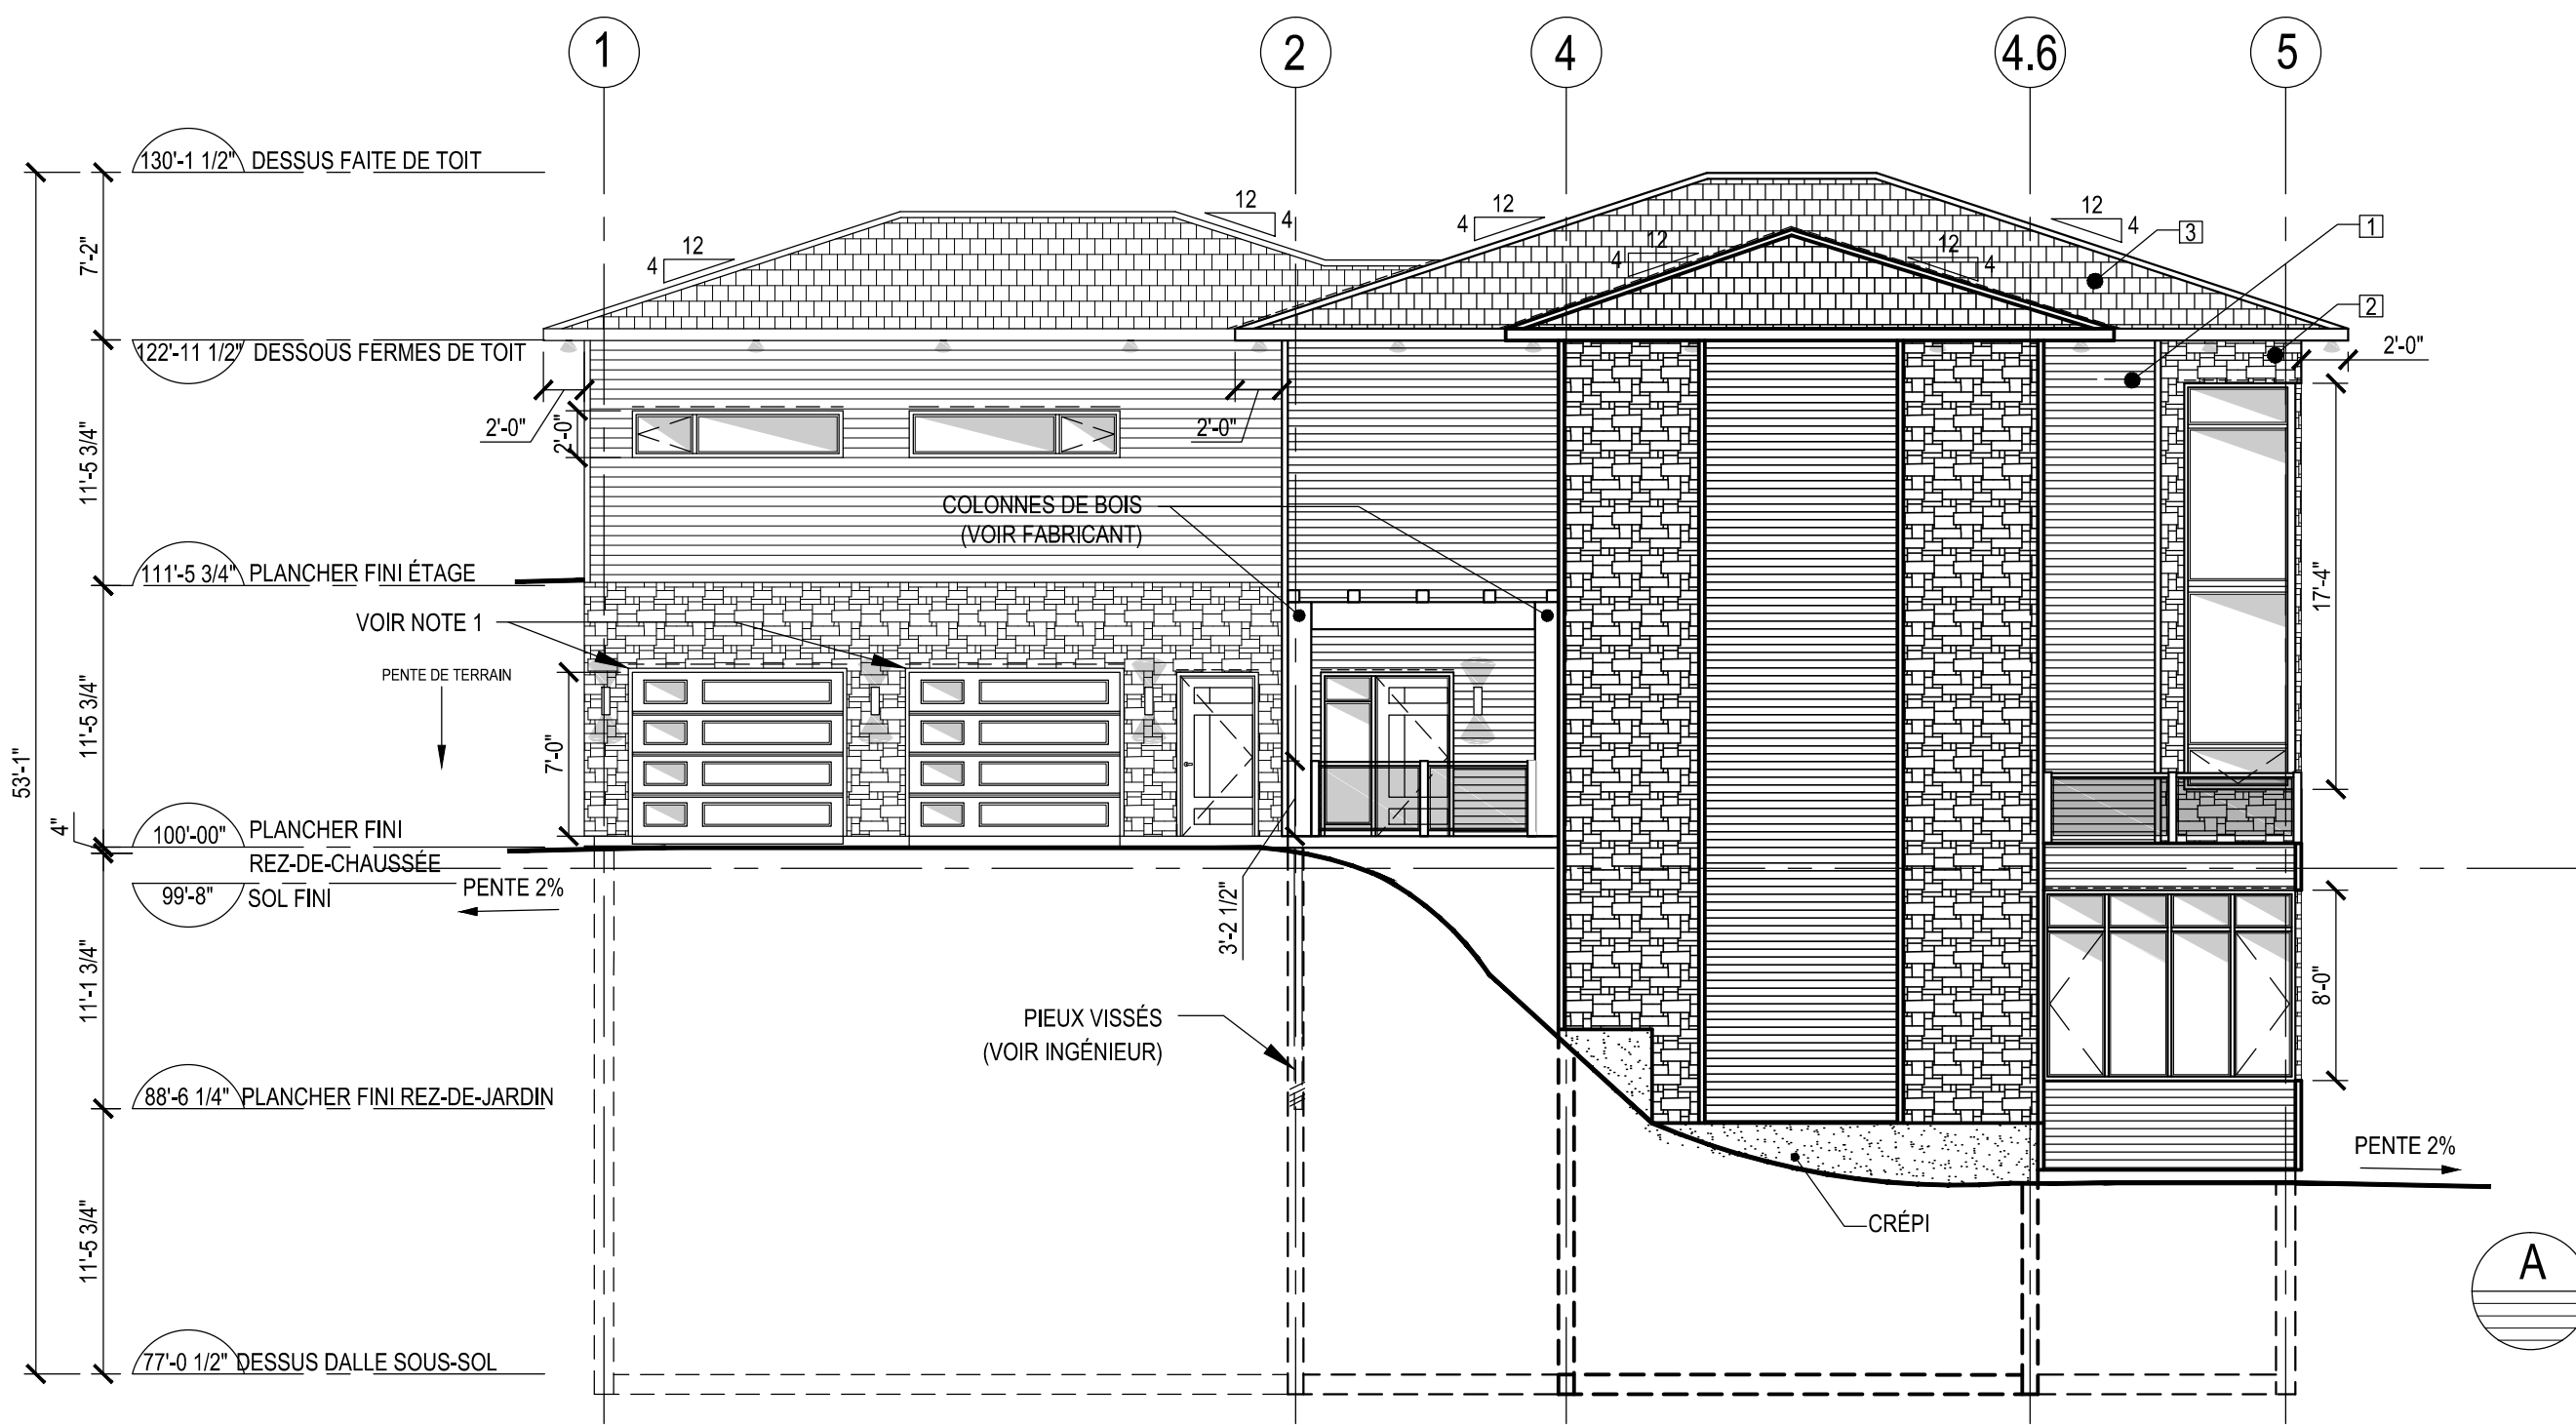 1
2
4
4.6
5
130'-1 1/2" DESSUS FAITE DE TOIT
7'-2"
12
4
12
4
12
4
12
4
12
4
12
4
3
1
2
122'-11 1/2" DESSOUS FERMES DE TOIT
2'-0"
2'-0"
2'-0"
2'-0"
11'-5 3/4"
COLONNES DE BOIS
(VOIR FABRICANT)
111'-5 3/4" PLANCHER FINI ÉTAGE
17'-4"
VOIR NOTE 1
PENTE DE TERRAIN
11'-5 3/4"
7'-0"
53'-1"
4"
100'-00" PLANCHER FINI
REZ-DE-CHAUSSÉE
99'-8" SOL FINI
PENTE 2%
3'-2 1/2"
11'-1 3/4"
8'-0"
PIEUX VISSÉS
(VOIR INGÉNIEUR)
88'-6 1/4" PLANCHER FINI REZ-DE-JARDIN
PENTE 2%
CRÉPI
11'-5 3/4"
A
77'-0 1/2" DESSUS DALLE SOUS-SOL